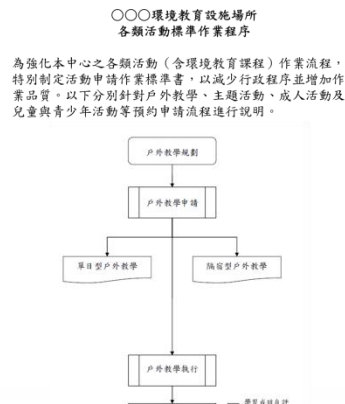 ○○○環境教育設施場所
各類活動標準作業程序
為強化本中心之各類活動（含環境教育課程）作業流程，
特別制定活動申請作業標準書，以減少行政程序並增加作
業品質。以下分別針對戶外教學、主題活動、成人活動及
兒童與青少年活動等預約申請流程進行說明。
戶外教學規劃
戶外教學申請
單日型戶外教學
隔宿型戶外教學
戶外教學執行